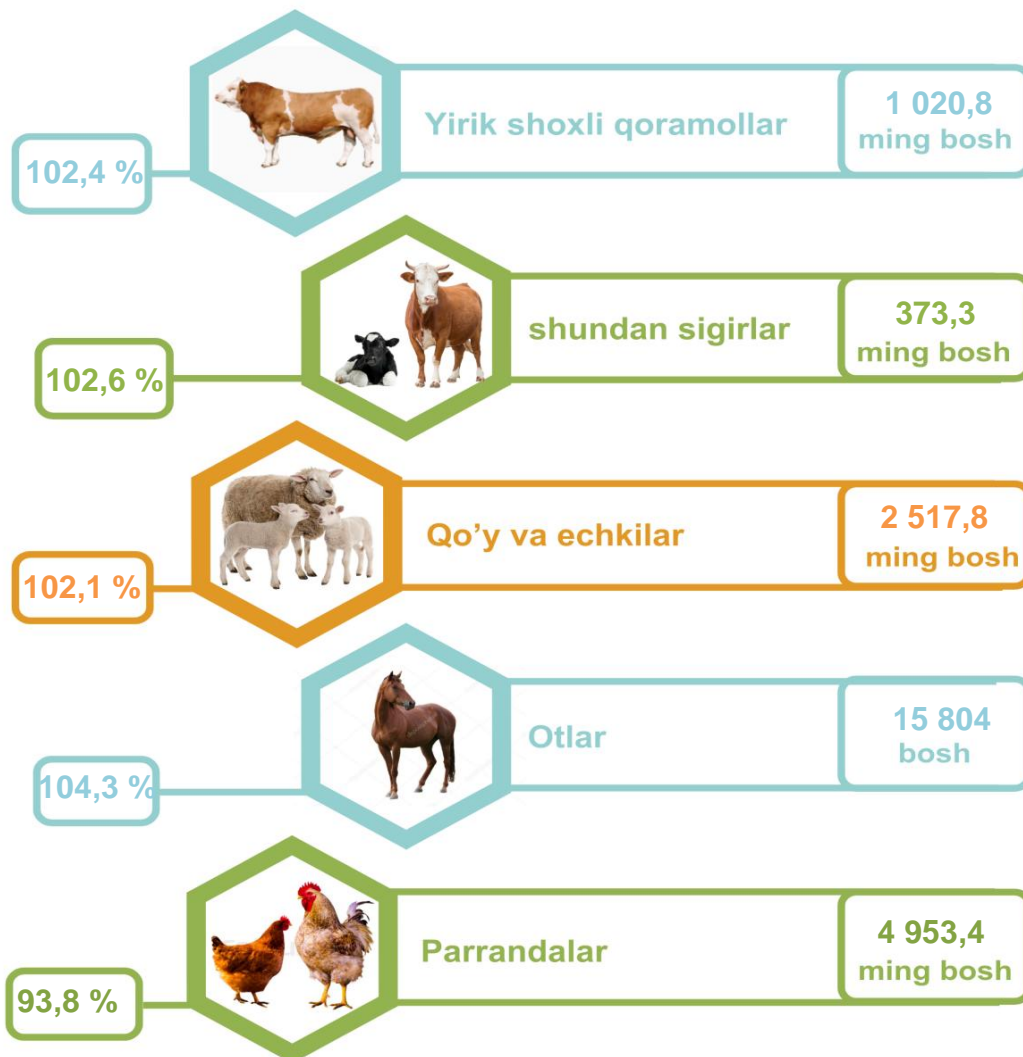 Yirik shoxli qoramollar
1 020,8
ming bosh
102,4 %
shundan sigirlar
373,3
ming bosh
102,6 %
Qo’y va echkilar
2 517,8
ming bosh
102,1 %
Otlar
15 804
bosh
104,3 %
Parrandalar
4 953,4
ming bosh
93,8 %